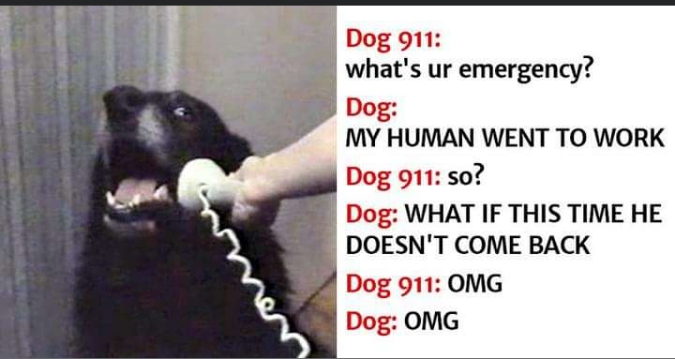 Dog 911:
what's ur emergency?
Dog:
MY HUMAN WENT TO WORK
Dog 911: so?
Dog: WHAT IF THIS TIME HE
DOESN'T COME BACK
Dog 911: OMG
Dog: OMG